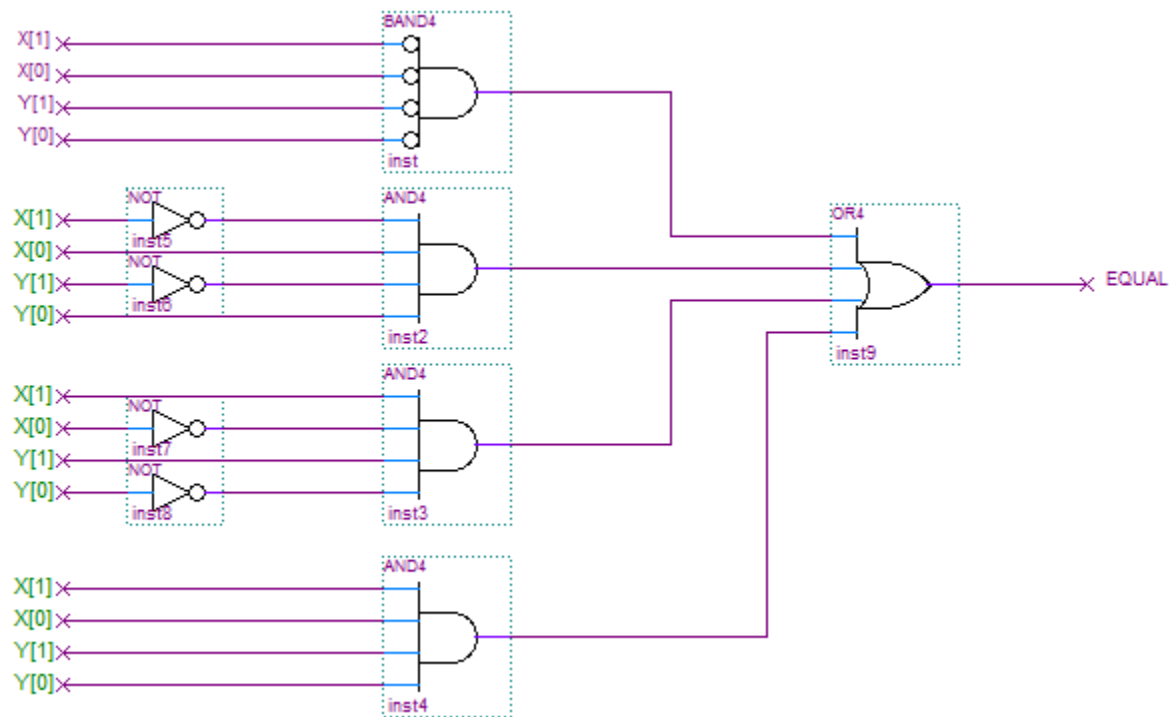 BAND4
X[1]
X[0]
Y[1]
Y[0]
inst
NOT
AND4
OR4
X[1]
inst5
X[0]
NOT
Y[1]
inst6
Y[0]
inst2
EQUAL
inst9
AND4
X[1]
NOT
X[0]
inst7
Y[1]
NOT
Y[0]
inst8
inst3
AND4
X[1]
X[0]
Y[1]
Y[0]
inst4